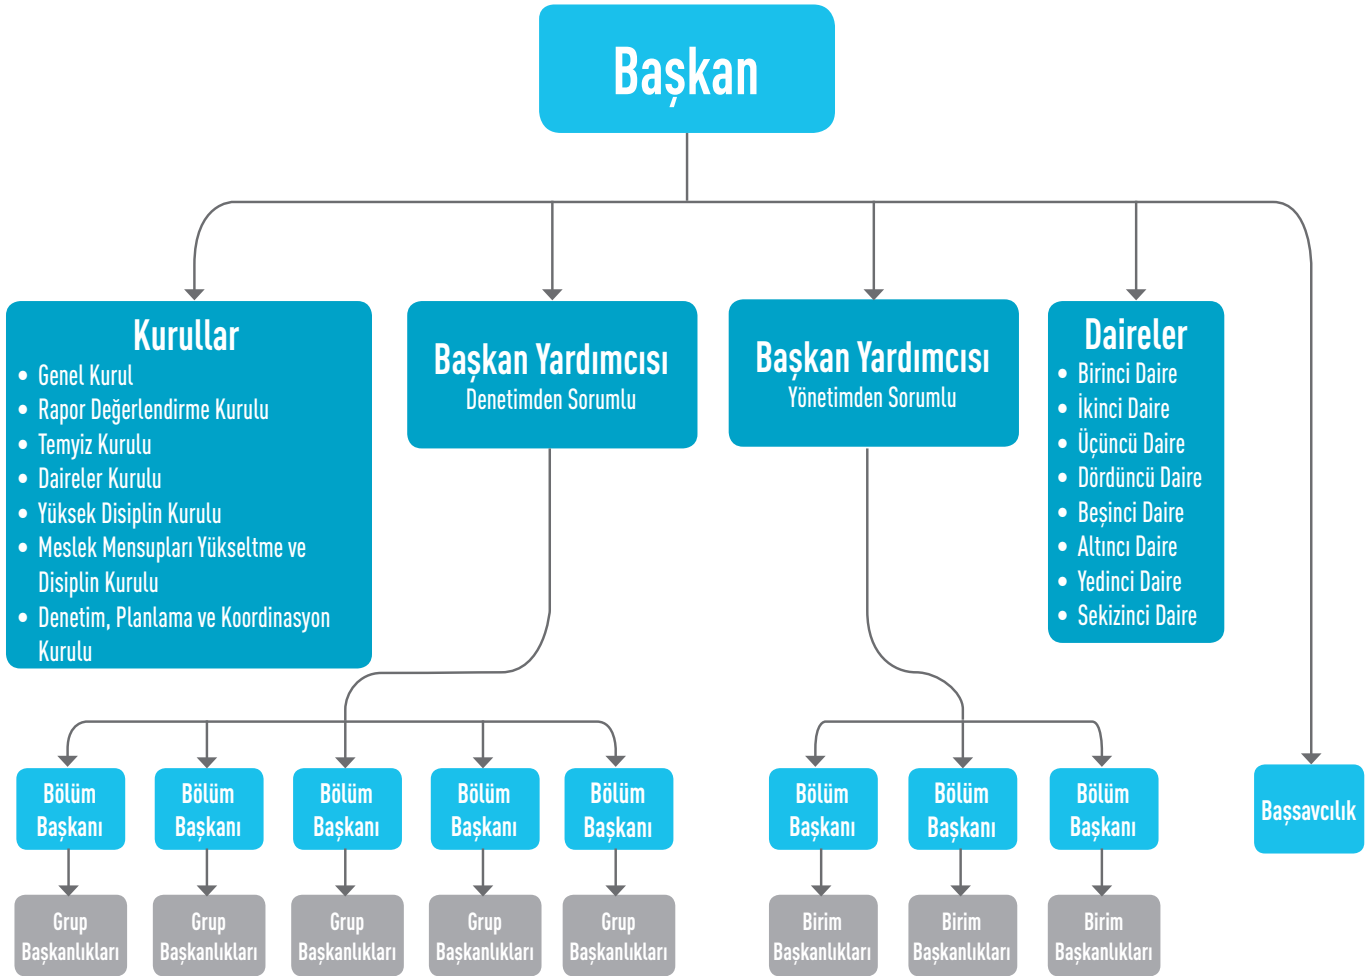 Başkan
Kurullar
• Genel Kurul
• Rapor Değerlendirme Kurulu
• Temyiz Kurulu
• Daireler Kurulu
• Yüksek Disiplin Kurulu
• Meslek Mensupları Yükseltme ve
Disiplin Kurulu
• Denetim, Planlama ve Koordinasyon
Kurulu
Başkan Yardımcısı
Denetimden Sorumlu
Başkan Yardımcısı
Yönetimden Sorumlu
Daireler
• Birinci Daire
• İkinci Daire
• Üçüncü Daire
• Dördüncü Daire
• Beşinci Daire
• Altıncı Daire
• Yedinci Daire
• Sekizinci Daire
Bölüm
Başkanı
Bölüm
Başkanı
Bölüm
Başkanı
Bölüm
Başkanı
Bölüm
Başkanı
Bölüm
Başkanı
Bölüm
Başkanı
Bölüm
Başkanı
Başsavcılık
Grup
Başkanlıkları
Grup
Başkanlıkları
Grup
Başkanlıkları
Grup
Başkanlıkları
Grup
Başkanlıkları
Birim
Başkanlıkları
Birim
Başkanlıkları
Birim
Başkanlıkları